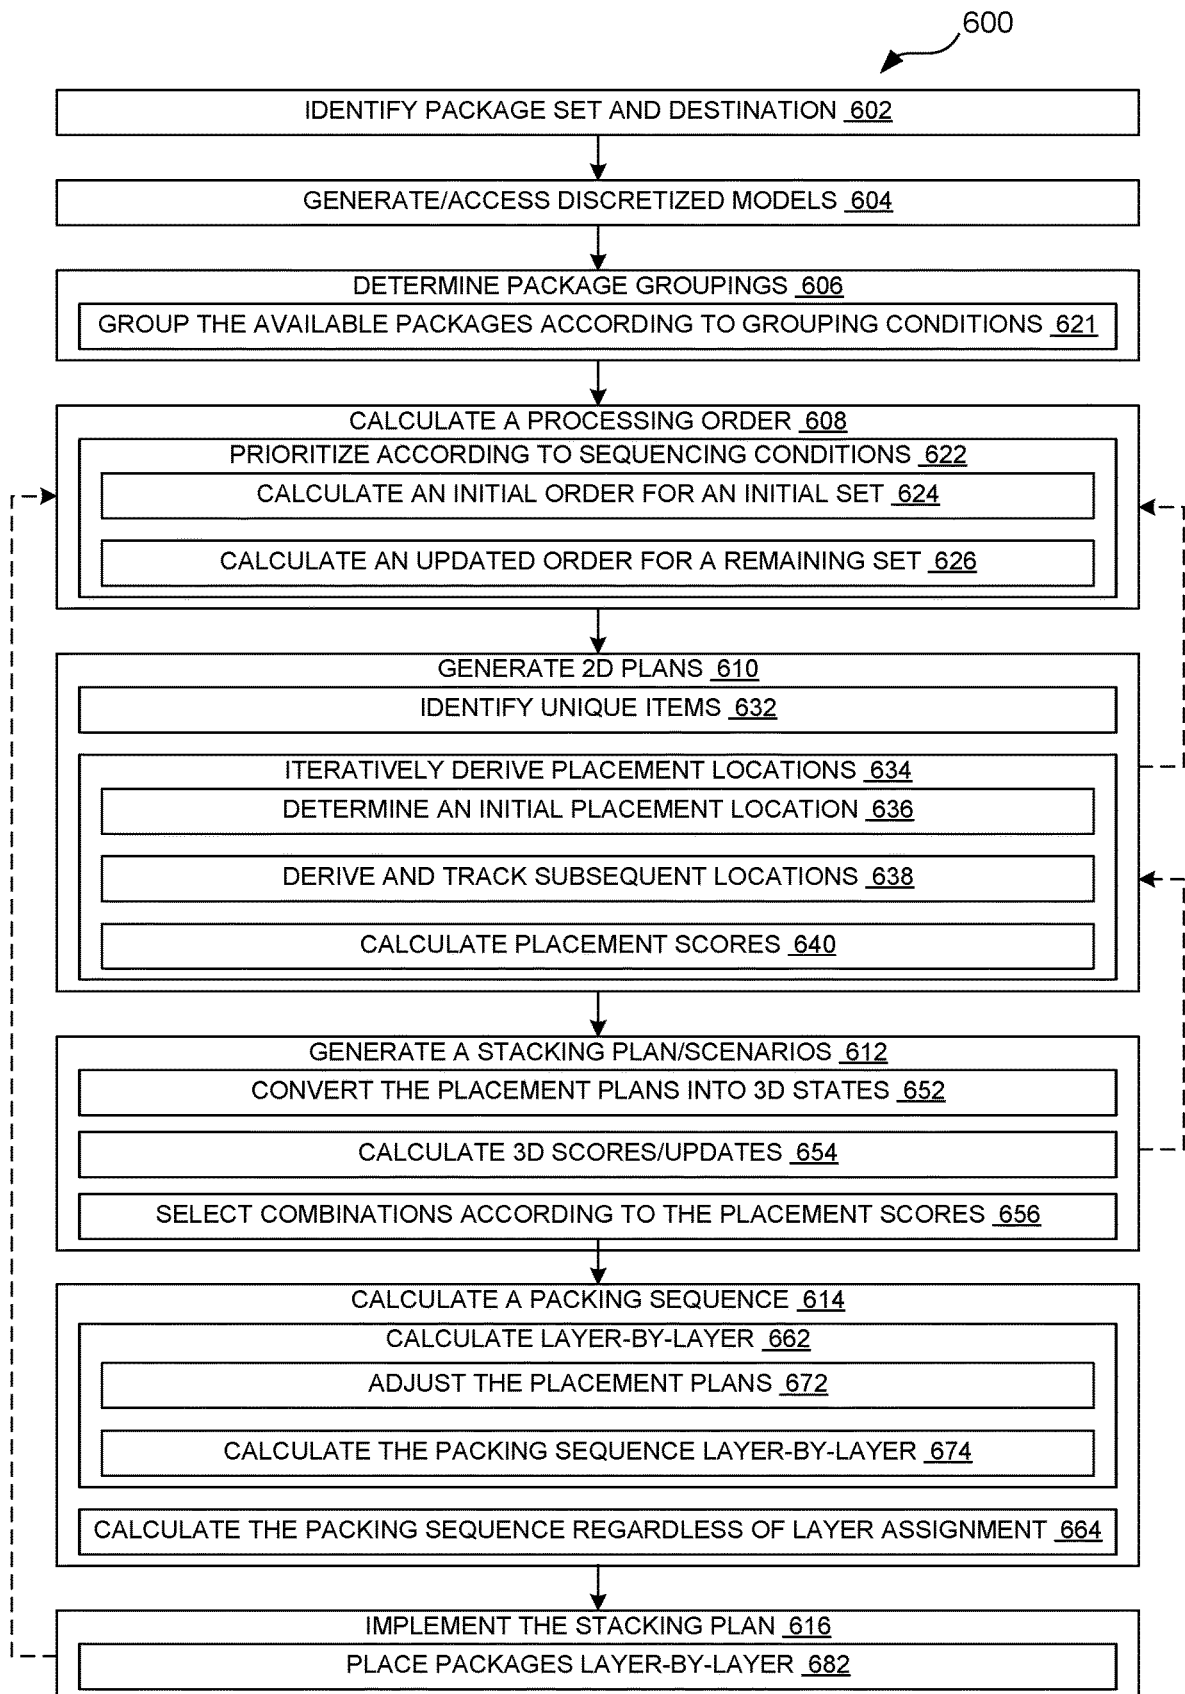 600
IDENTIFY PACKAGE SET AND DESTINATION 602
GENERATE/ACCESS DISCRETIZED MODELS 604
DETERMINE PACKAGE GROUPINGS 606
GROUP THE AVAILABLE PACKAGES ACCORDING TO GROUPING CONDITIONS 621
CALCULATE A PROCESSING ORDER 608
PRIORITIZE ACCORDING TO SEQUENCING CONDITIONS 622
CALCULATE AN INITIAL ORDER FOR AN INITIAL SET 624
CALCULATE AN UPDATED ORDER FOR A REMAINING SET 626
GENERATE 2D PLANS 610
IDENTIFY UNIQUE ITEMS 632
ITERATIVELY DERIVE PLACEMENT LOCATIONS 634
DETERMINE AN INITIAL PLACEMENT LOCATION 636
DERIVE AND TRACK SUBSEQUENT LOCATIONS 638
CALCULATE PLACEMENT SCORES 640
GENERATE A STACKING PLAN/SCENARIOS 612
CONVERT THE PLACEMENT PLANS INTO 3D STATES 652
CALCULATE 3D SCORES/UPDATES 654
SELECT COMBINATIONS ACCORDING TO THE PLACEMENT SCORES 656
CALCULATE A PACKING SEQUENCE 614
CALCULATE LAYER-BY-LAYER 662
ADJUST THE PLACEMENT PLANS 672
CALCULATE THE PACKING SEQUENCE LAYER-BY-LAYER 674
CALCULATE THE PACKING SEQUENCE REGARDLESS OF LAYER ASSIGNMENT 664
IMPLEMENT THE STACKING PLAN 616
PLACE PACKAGES LAYER-BY-LAYER 682